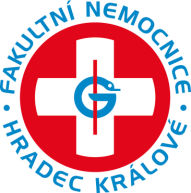 FAKULTNÍ NEMOCNICE
HRADEC KRÁLOVÉ